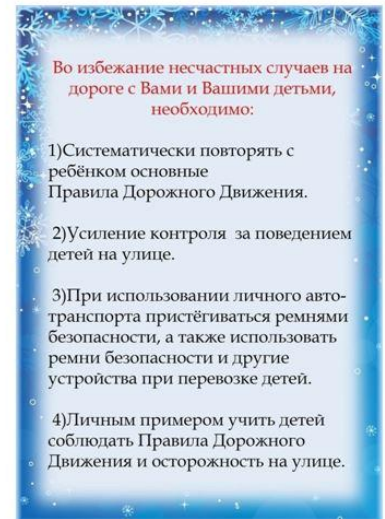 Во избежание несчастных случаев на
дороге с Вами и Вашими детьми,
необходимо:
1)Систематически повторять с
ребёнком основные
Правила Дорожного Движения.
2)Усиление контроля за поведением
детей на улице.
3)При использовании личного авто-
транспорта пристёгиваться ремнями
безопасности, а также использовать
ремни безопасности и другие
устройства при перевозке детей.
4)Личным примером учить детей
соблюдать Правила Дорожного
Движения и осторожность на улице.